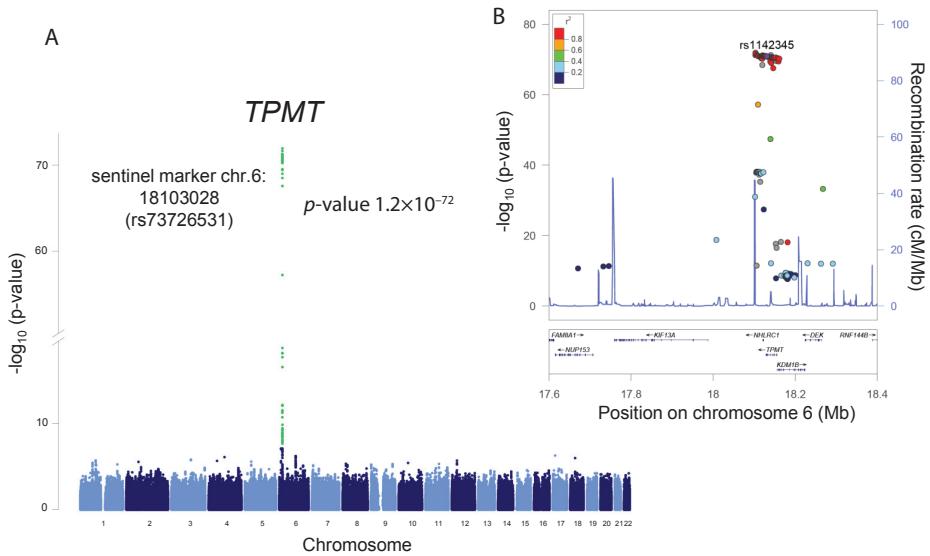 A
TPMT
sentinel marker chr.6:
18103028
(rs73726531)
p-value 1.2×10⁻⁷²
70
60
10
0
-log₁₀ (p-value)
1 2 3 4 5 6 7 8 9 10 11 12 13 14 15 16 17 18 19 20 21 22
Chromosome
B
r²
0.8
0.6
0.4
0.2
rs1142345
80
60
40
20
0
-log₁₀ (p-value)
100
80
60
40
20
0
Recombination rate (cM/Mb)
FAM8A1→ ←KIF13A ←NHLRC1 ←DEK RNF144B→
←NUP153 ←TPMT
KDM1B→
17.6 17.8 18 18.2 18.4
Position on chromosome 6 (Mb)